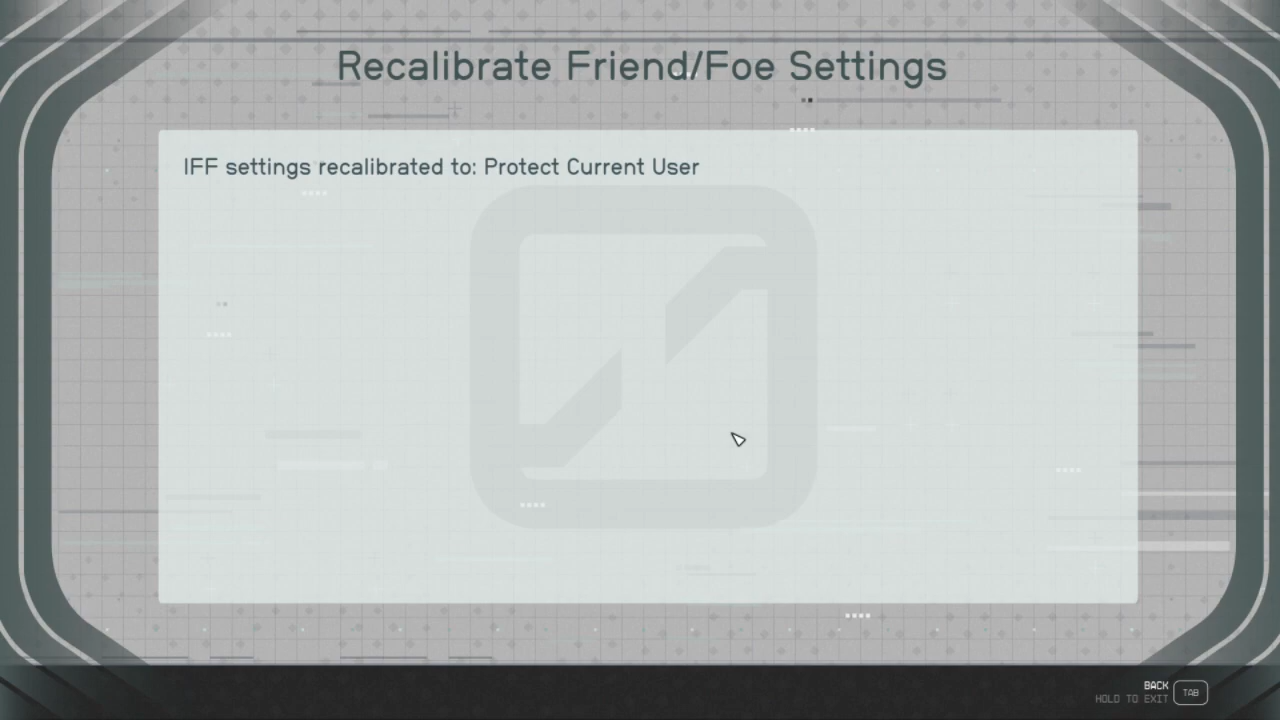 Recalibrate Friend/Foe Settings
IFF settings recalibrated to: Protect Current User
BACK
HOLD TO EXIT
TAB